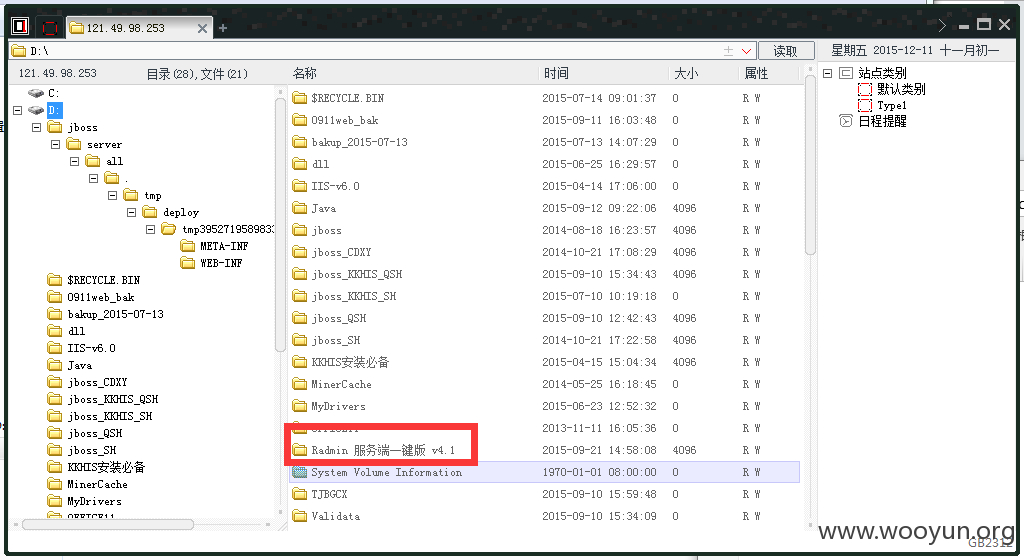 121.49.98.253
D:\
读取
星期五 2015-12-11 十一月初一
121.49.98.253 目录(28),文件(21)
C:
D:
jboss
server
all
.
tmp
deploy
META-INF
WEB-INF
$RECYCLE.BIN
0911web_bak
bakup_2015-07-13
dll
IIS-v6.0
Java
jboss_CDXY
jboss_KKHIS_QSH
jboss_KKHIS_SH
jboss_QSH
jboss_SH
KKHIS安装必备
MinerCache
MyDrivers
名称 时间 大小 属性
$RECYCLE.BIN 2015-07-14 09:01:37 0 R W
0911web_bak 2015-09-11 16:03:48 0 R W
bakup_2015-07-13 2015-07-13 14:07:29 0 R W
dll 2015-06-25 16:29:57 0 R W
IIS-v6.0 2015-04-14 17:06:00 0 R W
Java 2015-09-12 09:22:06 4096 R W
jboss 2014-08-18 16:23:57 4096 R W
jboss_CDXY 2014-10-21 17:08:29 4096 R W
jboss_KKHIS_QSH 2015-09-10 15:34:43 4096 R W
jboss_KKHIS_SH 2015-07-10 10:19:18 0 R W
jboss_QSH 2015-09-10 12:42:43 4096 R W
jboss_SH 2014-10-21 17:22:58 4096 R W
KKHIS安装必备 2015-04-15 15:04:34 4096 R W
MinerCache 2014-05-25 16:18:45 0 R W
MyDrivers 2015-06-23 12:52:32 0 R W
2013-11-11 16:05:36 0 R W
Radmin 服务端一键版 v4.1 2015-09-21 14:58:08 4096 R W
System Volume Information 1970-01-01 08:00:00 0 R W
TJBGCX 2015-09-10 15:59:48 0 R W
Validata 2015-09-10 15:34:09 0 R W
站点类别
默认类别
Type1
日程提醒
www.wooyun.org
GB2312